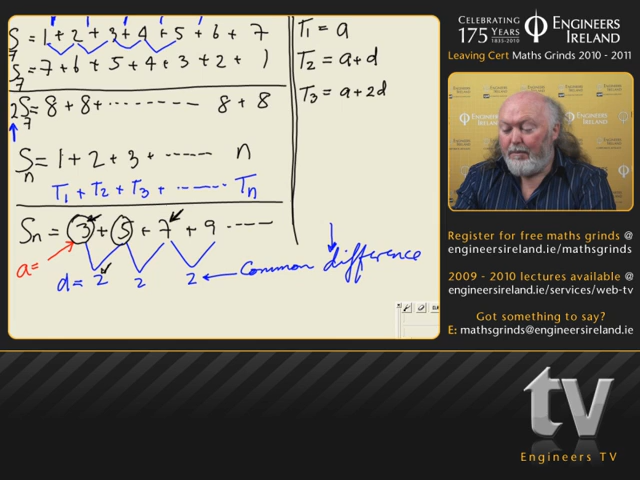 S7 = 1 + 2 + 3 + 4 + 5 + 6 + 7
S7 = 7 + 6 + 5 + 4 + 3 + 2 + 1
2S7 = 8 + 8 + -------- 8 + 8
Sn = 1 + 2 + 3 + ----- n
T1 + T2 + T3 + ------ Tn
Sn = 3 + 5 + 7 + 9 ----
a=
d = 2 2 2 ← Common difference
T1 = a
T2 = a+d
T3 = a+2d
CELEBRATING
175 YEARS
1835-2010
ENGINEERS
IRELAND
Leaving Cert Maths Grinds 2010 - 2011
Register for free maths grinds @
engineersireland.ie/mathsgrinds
2009 - 2010 lectures available @
engineersireland.ie/services/web-tv
Got something to say?
E: mathsgrinds@engineersireland.ie
tv
Engineers TV